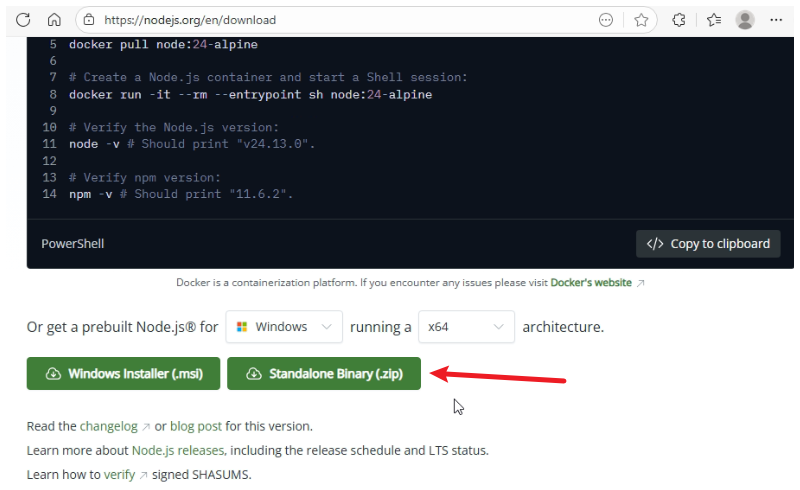 https://nodejs.org/en/download
5 docker pull node:24-alpine
6
7 # Create a Node.js container and start a Shell session:
8 docker run -it --rm --entrypoint sh node:24-alpine
9
10 # Verify the Node.js version:
11 node -v # Should print "v24.13.0".
12
13 # Verify npm version:
14 npm -v # Should print "11.6.2".
PowerShell </> Copy to clipboard
Docker is a containerization platform. If you encounter any issues please visit Docker's website ↗
Or get a prebuilt Node.js® for Windows running a x64 architecture.
Windows Installer (.msi) Standalone Binary (.zip)
Read the changelog ↗ or blog post for this version.
Learn more about Node.js releases, including the release schedule and LTS status.
Learn how to verify ↗ signed SHASUMS.